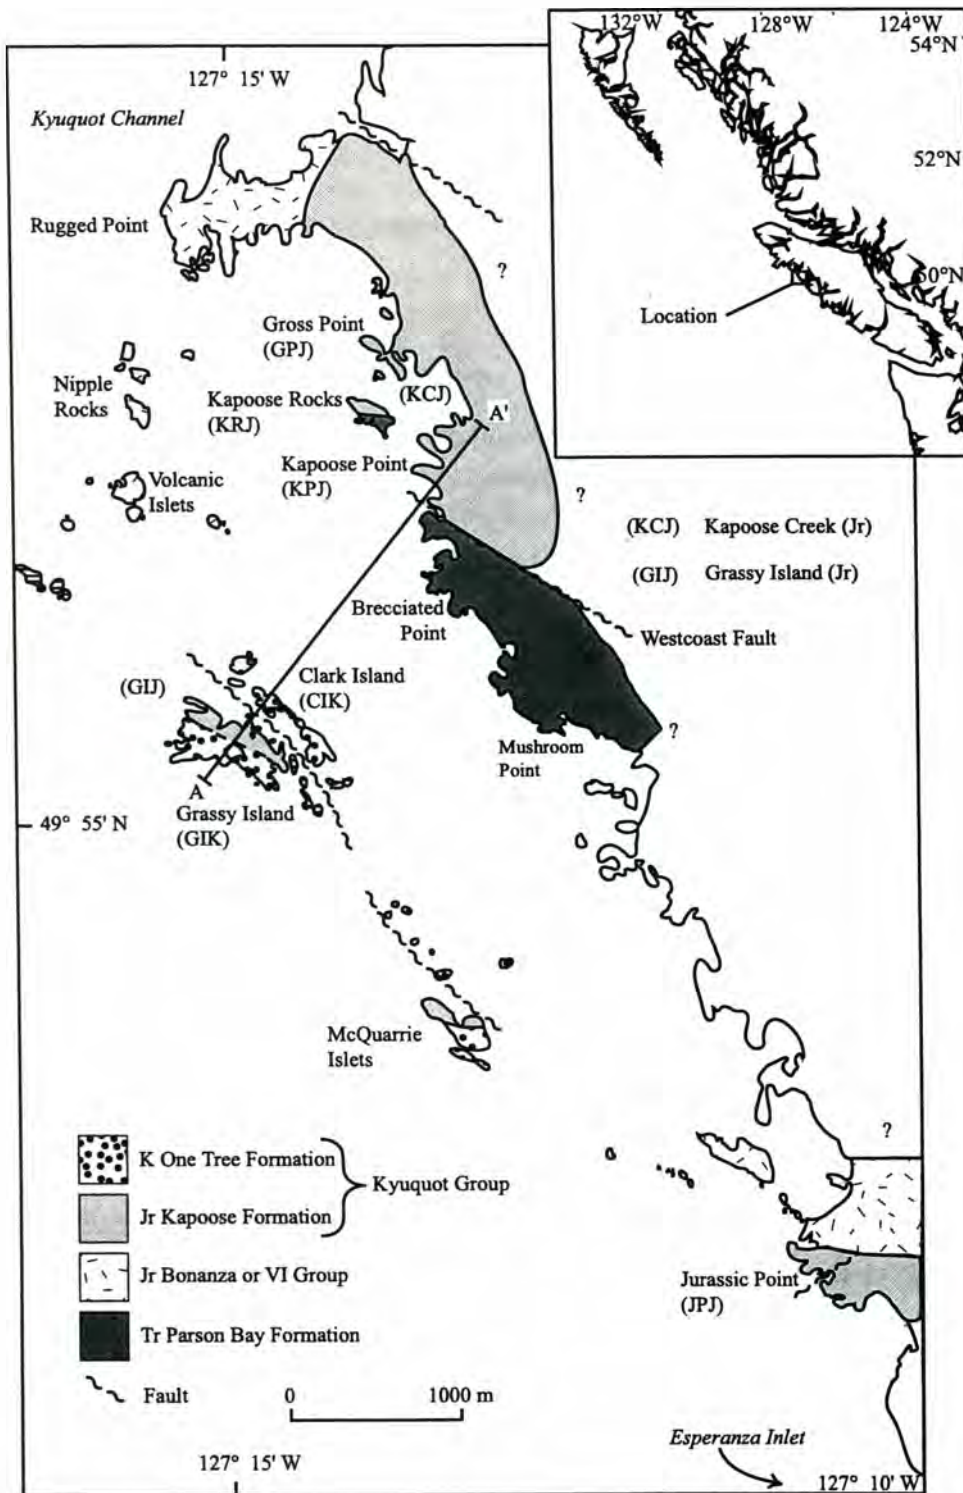 132°W
128°W
124°W
54°N
52°N
50°N
Location
127° 15' W
Kyuquot Channel
Rugged Point
?
Gross Point
(GPJ)
(KCJ)
Nipple
Rocks
Kapoose Rocks
(KRJ)
A'
Kapoose Point
(KPJ)
Volcanic
Islets
?
(KCJ) Kapoose Creek (Jr)
(GIJ) Grassy Island (Jr)
Brecciated
Point
Westcoast Fault
(GIJ)
Clark Island
(CIK)
Mushroom
Point
?
A
Grassy Island
(GIK)
49° 55' N
McQuarrie
Islets
?
K One Tree Formation
Kyuquot Group
Jr Kapoose Formation
Jr Bonanza or VI Group
Tr Parson Bay Formation
Fault
0 1000 m
Jurassic Point
(JPJ)
Esperanza Inlet
127° 15' W
127° 10' W